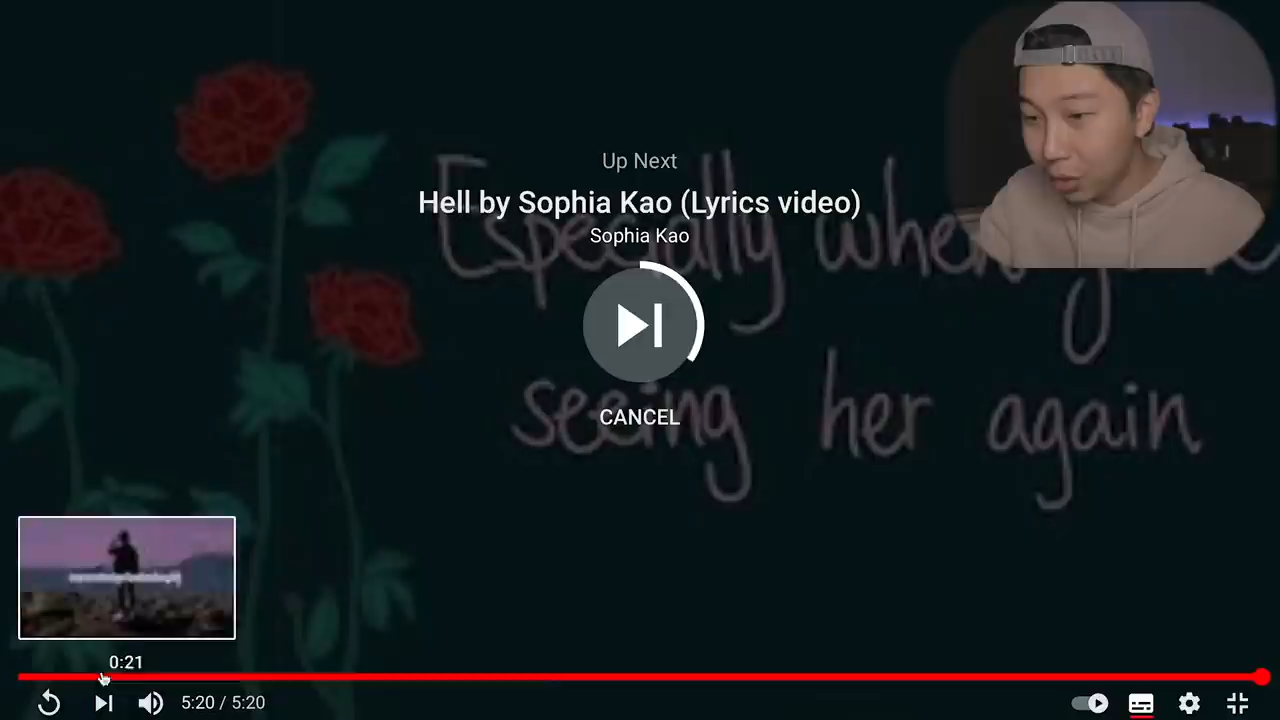 Up Next
Hell by Sophia Kao (Lyrics video)
Sophia Kao
Especially when
seeing her again
CANCEL
0:21
5:20 / 5:20